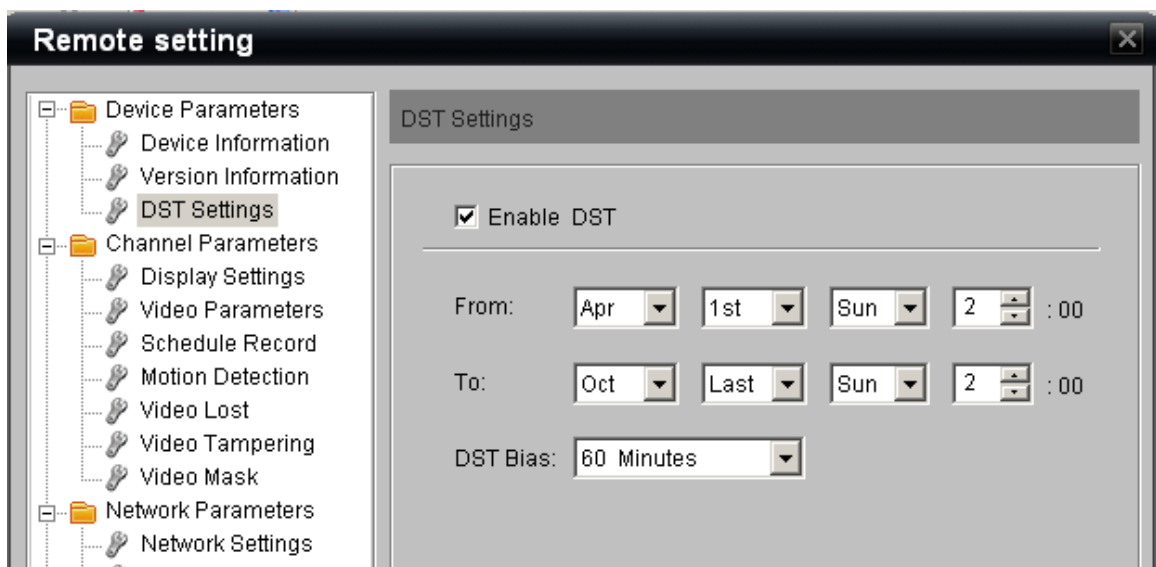 Remote setting
Device Parameters
Device Information
Version Information
DST Settings
Channel Parameters
Display Settings
Video Parameters
Schedule Record
Motion Detection
Video Lost
Video Tampering
Video Mask
Network Parameters
Network Settings
DST Settings
Enable DST
From: Apr 1st Sun 2 : 00
To: Oct Last Sun 2 : 00
DST Bias: 60 Minutes